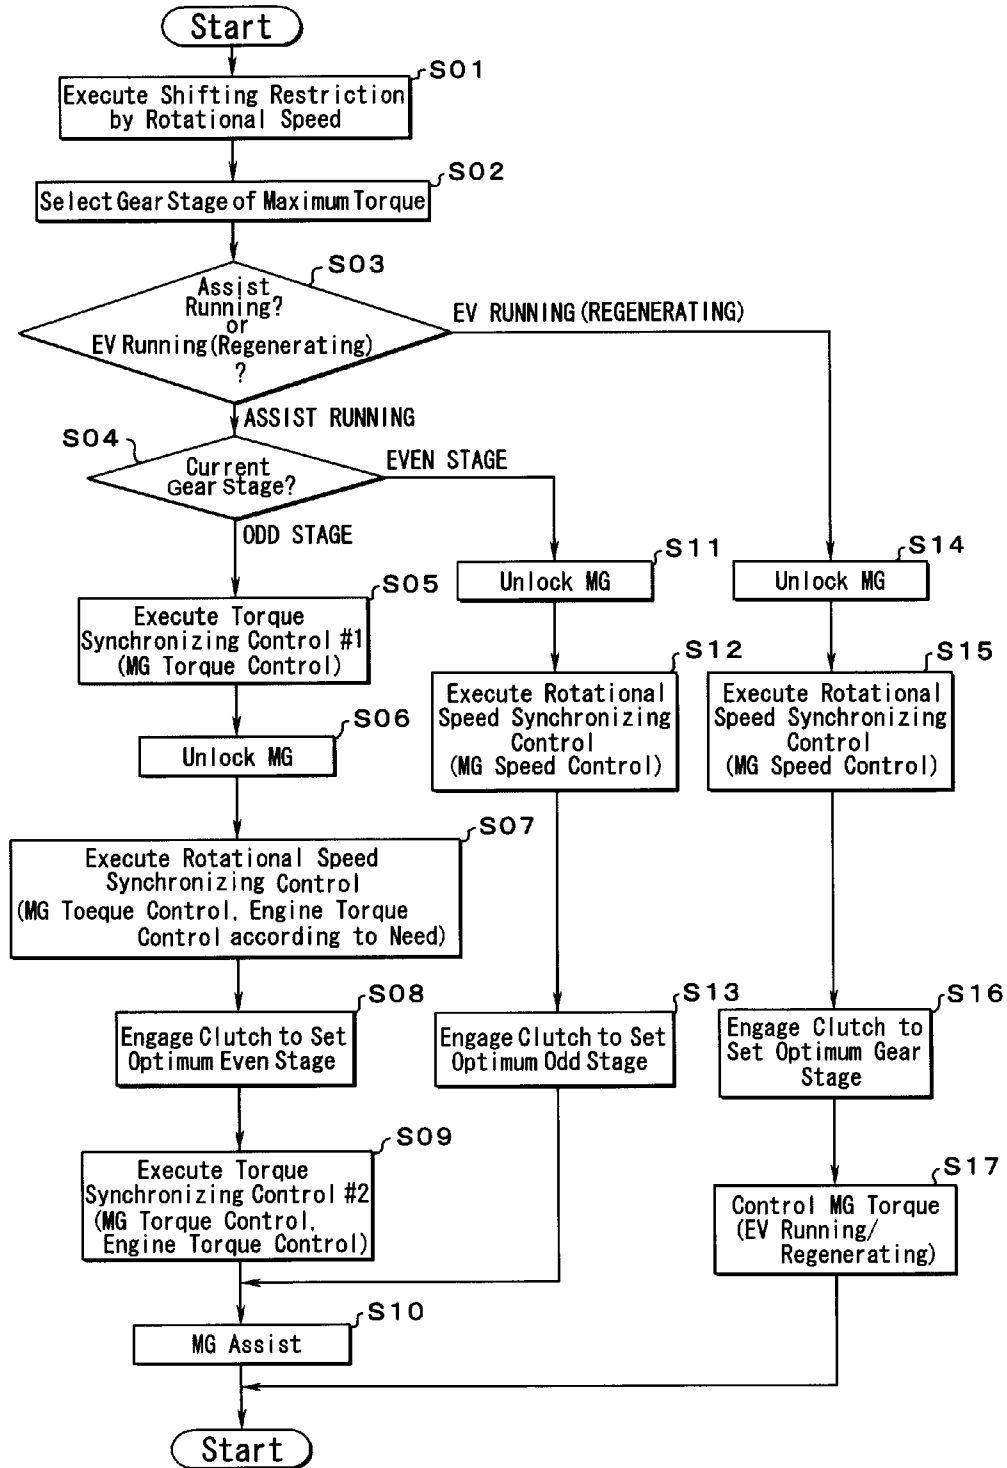 Start
S01
Execute Shifting Restriction
by Rotational Speed
S02
Select Gear Stage of Maximum Torque
S03
Assist
Running?
or
EV Running(Regenerating)
?
EV RUNNING(REGENERATING)
ASSIST RUNNING
S04
Current
Gear Stage?
EVEN STAGE
ODD STAGE
S05
Execute Torque
Synchronizing Control #1
(MG Torque Control)
S06
Unlock MG
S07
Execute Rotational Speed
Synchronizing Control
(MG Toeque Control, Engine Torque
Control according to Need)
S08
Engage Clutch to Set
Optimum Even Stage
S09
Execute Torque
Synchronizing Control #2
(MG Torque Control,
Engine Torque Control)
S10
MG Assist
S11
Unlock MG
S12
Execute Rotational
Speed Synchronizing
Control
(MG Speed Control)
S13
Engage Clutch to Set
Optimum Odd Stage
S14
Unlock MG
S15
Execute Rotational
Speed Synchronizing
Control
(MG Speed Control)
S16
Engage Clutch to
Set Optimum Gear
Stage
S17
Control MG Torque
(EV Running/
Regenerating)
Start